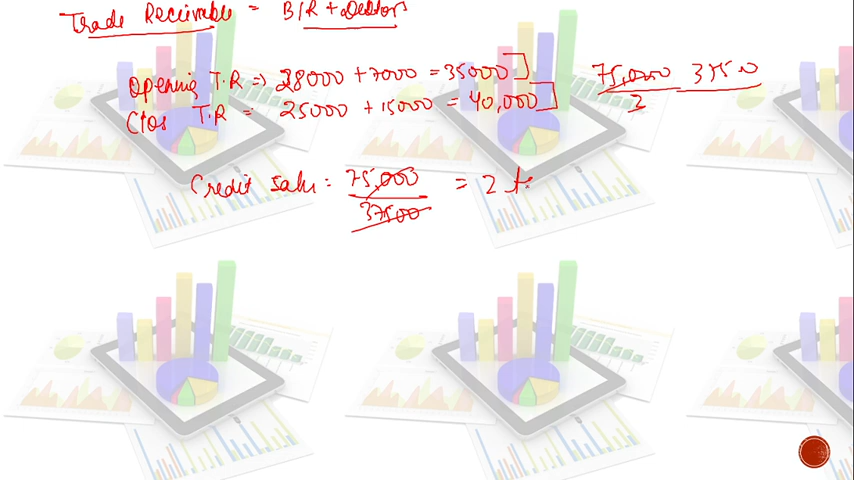 Trade Receivable = B/R + Debtors
Opening T.R => 28000 + 7000 = 35000] 75,000 37500
Clos T.R = 25000 + 15000 = 40,000] 2
Credit Sale = 75,000 = 2 t
37500